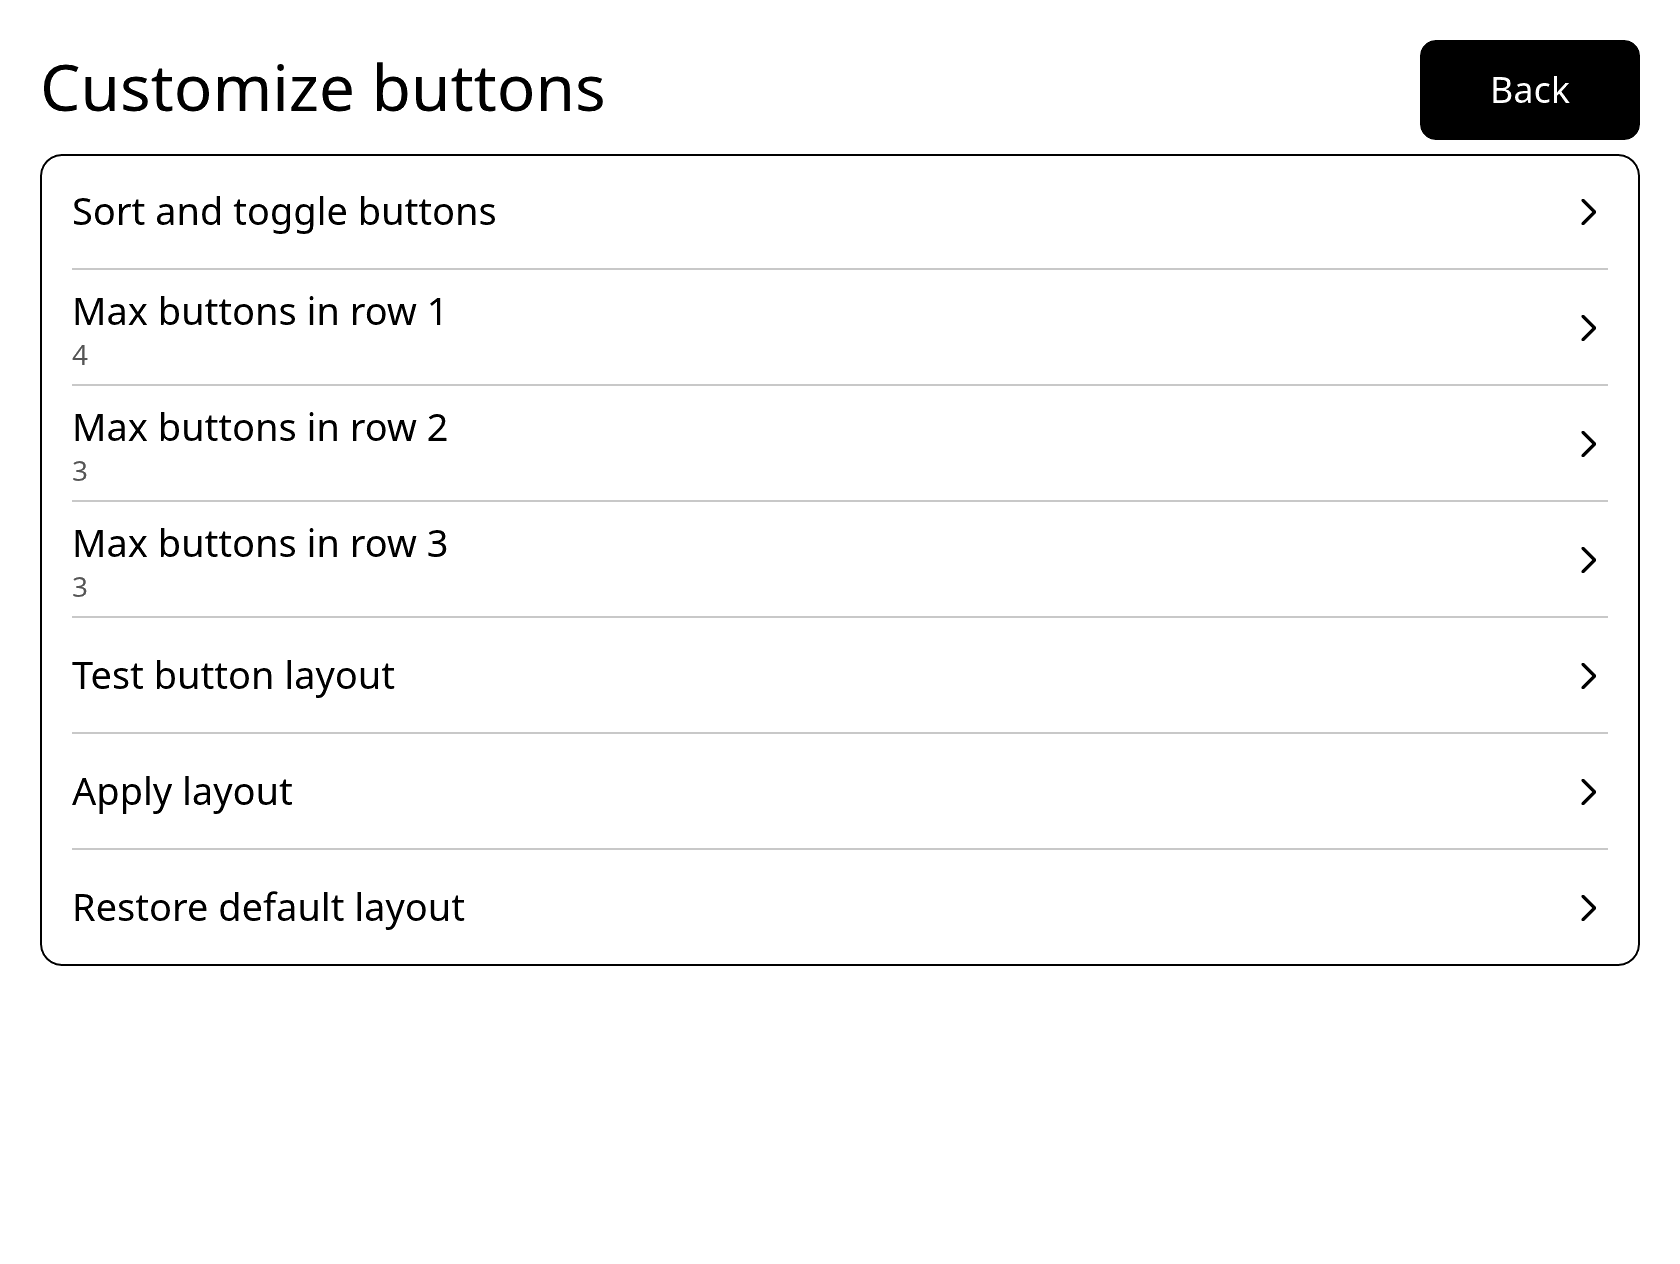 Customize buttons
Back
Sort and toggle buttons
Max buttons in row 1
4
Max buttons in row 2
3
Max buttons in row 3
3
Test button layout
Apply layout
Restore default layout